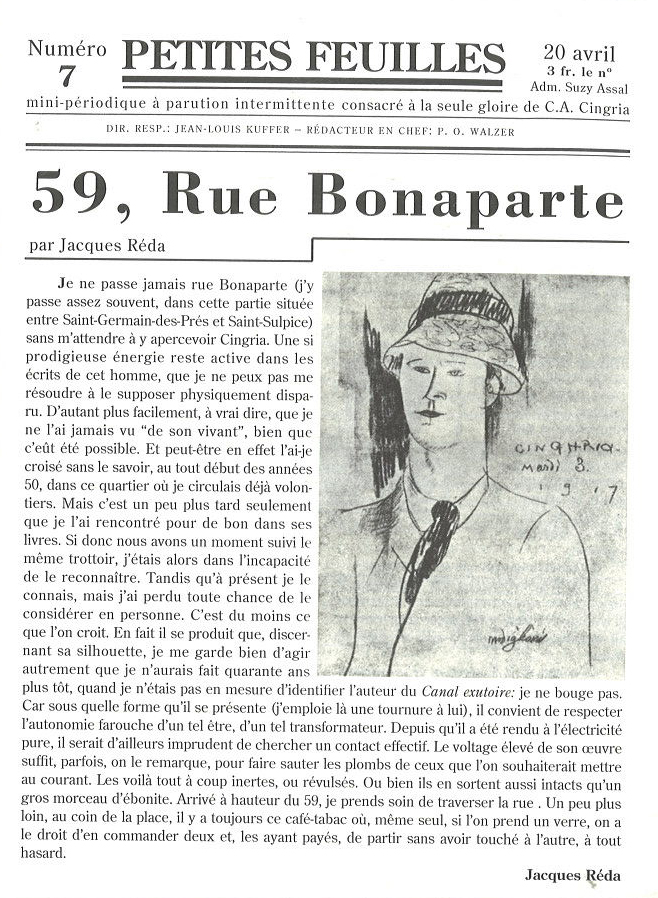 Numéro
7
PETITES FEUILLES
20 avril
3 fr. le n°
Adm. Suzy Assal
mini-périodique à parution intermittente consacré à la seule gloire de C.A. Cingria
DIR. RESP.: JEAN-LOUIS KUFFER – RÉDACTEUR EN CHEF: P. O. WALZER
59, Rue Bonaparte
par Jacques Réda
Je ne passe jamais rue Bonaparte (j'y
passe assez souvent, dans cette partie située
entre Saint-Germain-des-Prés et Saint-Sulpice)
sans m'attendre à y apercevoir Cingria. Une si
prodigieuse énergie reste active dans les
écrits de cet homme, que je ne peux pas me
résoudre à le supposer physiquement dispa-
ru. D'autant plus facilement, à vrai dire, que je
ne l'ai jamais vu “de son vivant”, bien que
c'eût été possible. Et peut-être en effet l'ai-je
croisé sans le savoir, au tout début des années
50, dans ce quartier où je circulais déjà volon-
tiers. Mais c'est un peu plus tard seulement
que je l'ai rencontré pour de bon dans ses
livres. Si donc nous avons un moment suivi le
même trottoir, j'étais alors dans l'incapacité
de le reconnaître. Tandis qu'à présent je le
connais, mais j'ai perdu toute chance de le
considérer en personne. C'est du moins ce
que l'on croit. En fait il se produit que, discer-
nant sa silhouette, je me garde bien d'agir
autrement que je n'aurais fait quarante ans
plus tôt, quand je n'étais pas en mesure d'identifier l'auteur du Canal exutoire: je ne bouge pas.
Car sous quelle forme qu'il se présente (j'emploie là une tournure à lui), il convient de respecter
l'autonomie farouche d'un tel être, d'un tel transformateur. Depuis qu'il a été rendu à l'électricité
pure, il serait d'ailleurs imprudent de chercher un contact effectif. Le voltage élevé de son œuvre
suffit, parfois, on le remarque, pour faire sauter les plombs de ceux que l'on souhaiterait mettre
au courant. Les voilà tout à coup inertes, ou révulsés. Ou bien ils en sortent aussi intacts qu'un
gros morceau d'ébonite. Arrivé à hauteur du 59, je prends soin de traverser la rue . Un peu plus
loin, au coin de la place, il y a toujours ce café-tabac où, même seul, si l'on prend un verre, on a
le droit d'en commander deux et, les ayant payés, de partir sans avoir touché à l'autre, à tout
hasard.
Jacques Réda
CINGHRIA
mardi 3.
1 9 1 7
modigliani